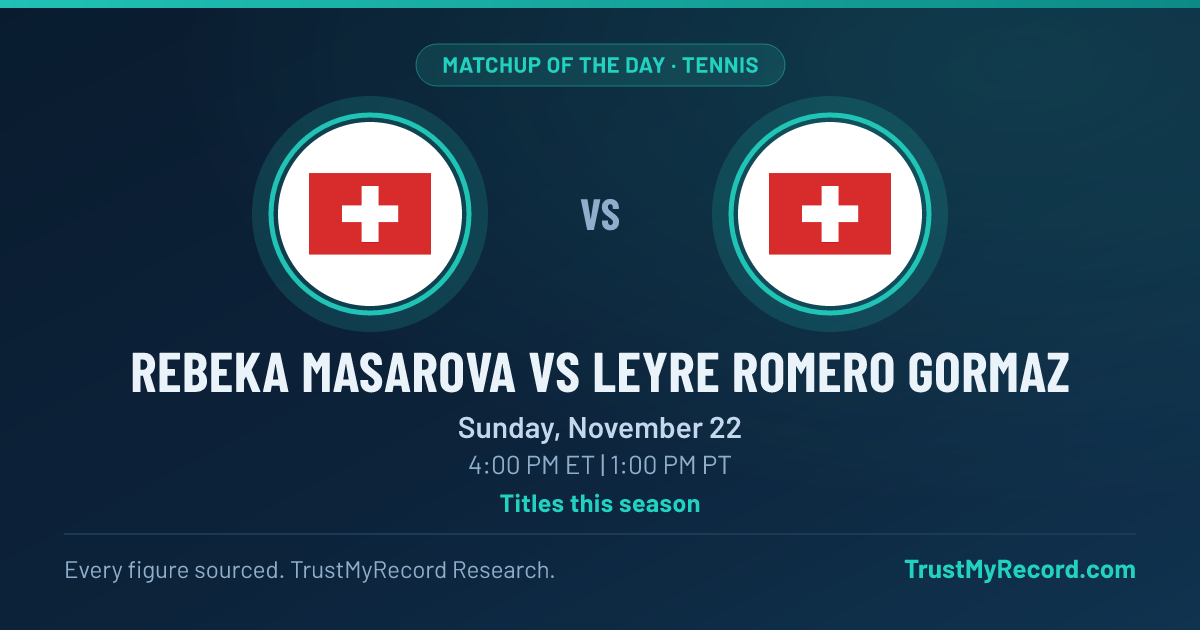 MATCHUP OF THE DAY · TENNIS
VS
REBEKA MASAROVA VS LEYRE ROMERO GORMAZ
Sunday, November 22
4:00 PM ET | 1:00 PM PT
Titles this season
Every figure sourced. TrustMyRecord Research.
TrustMyRecord.com